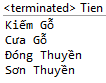 <terminated> Tien
Kiếm Gỗ
Cưa Gỗ
Đóng Thuyền
Sơn Thuyền